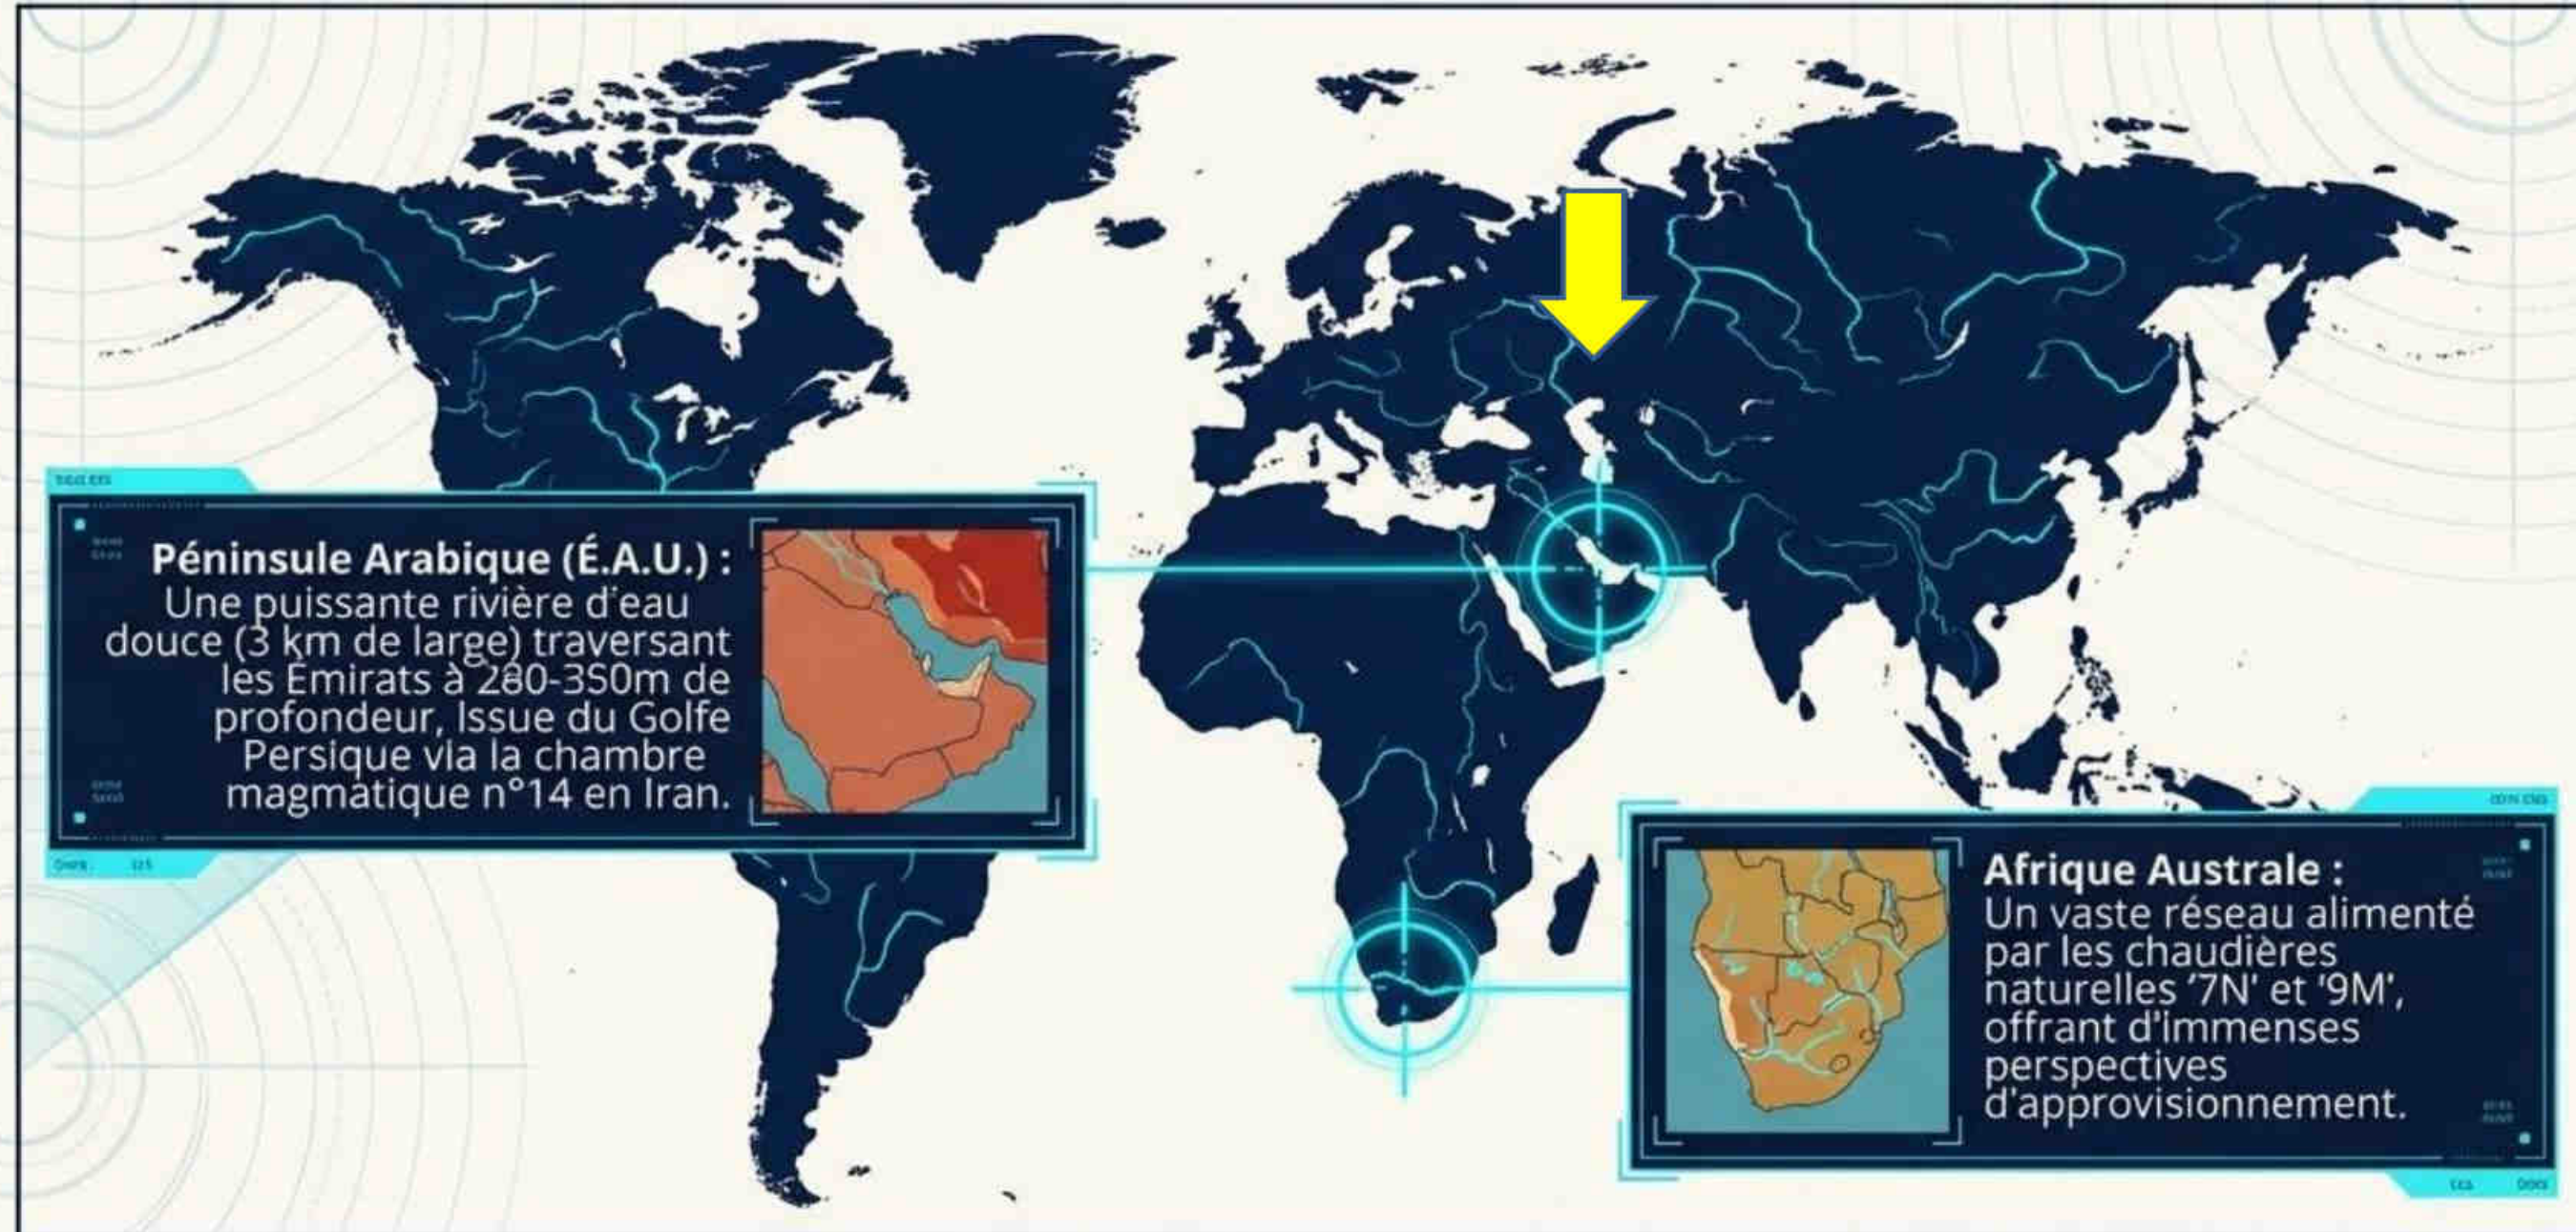 Péninsule Arabique (É.A.U.) :
Une puissante rivière d'eau
douce (3 km de large) traversant
les Émirats à 280-350m de
profondeur, Issue du Golfe
Persique via la chambre
magmatique n°14 en Iran.
Afrique Australe :
Un vaste réseau alimenté
par les chaudières
naturelles '7N' et '9M',
offrant d'immenses
perspectives
d'approvisionnement.